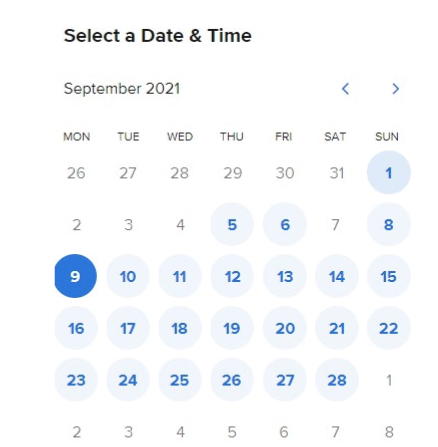 Select a Date & Time
September 2021
MON TUE WED THU FRI SAT SUN
26 27 28 29 30 31 1
2 3 4 5 6 7 8
9 10 11 12 13 14 15
16 17 18 19 20 21 22
23 24 25 26 27 28 1
2 3 4 5 6 7 8